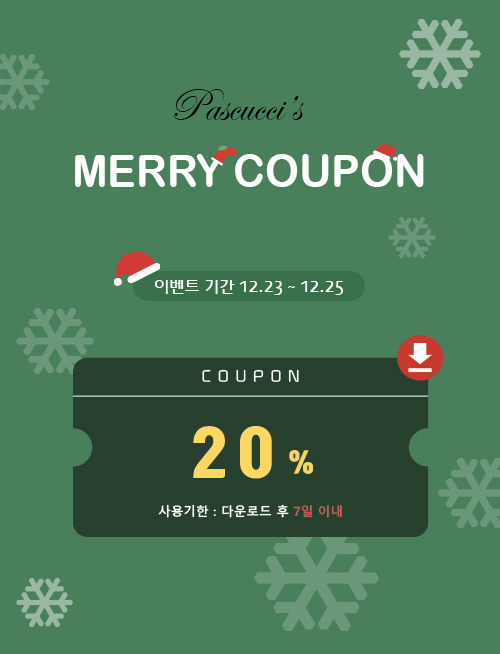 Pascucci's
MERRY COUPON
이벤트 기간 12.23 ~ 12.25
COUPON
20 %
사용기한 : 다운로드 후 7일 이내